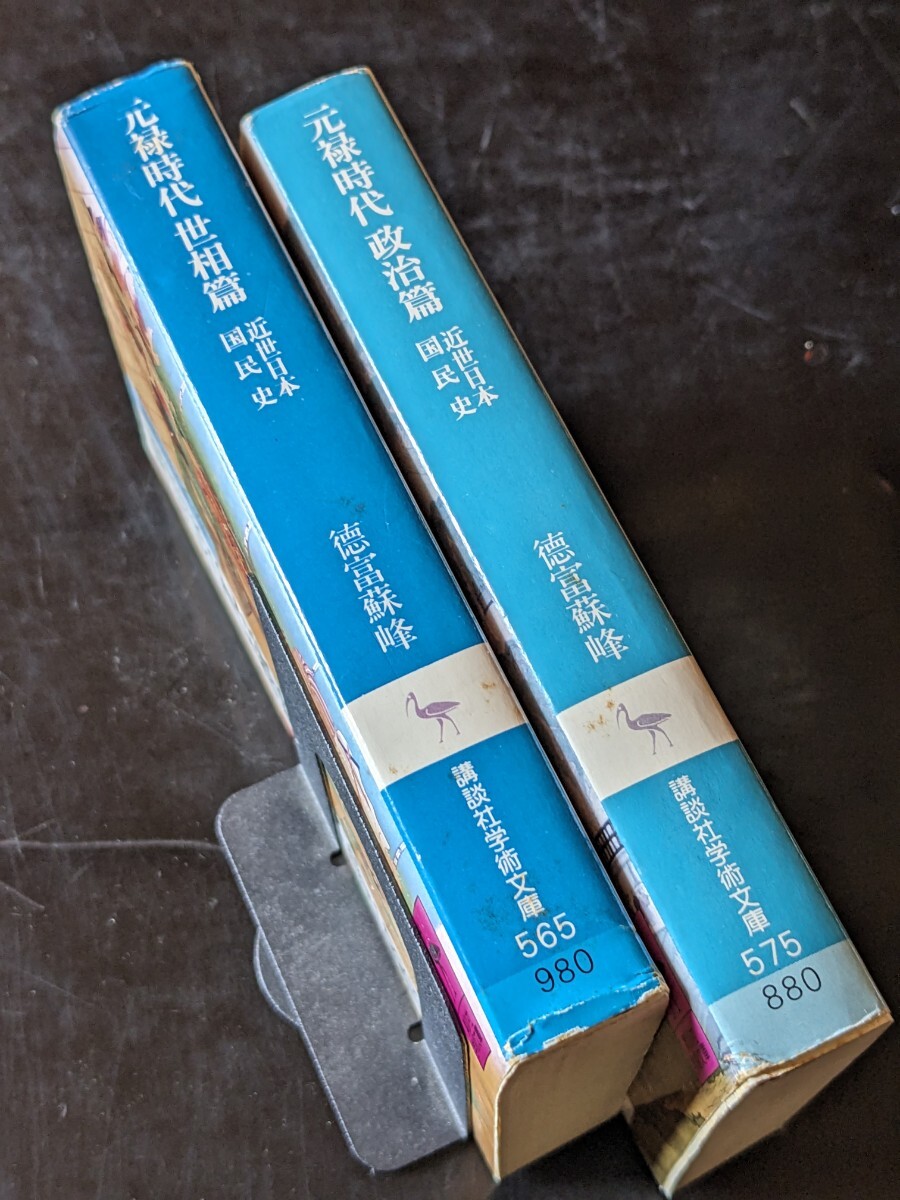 元禄時代 世相篇
近世日本
国民史
徳富蘇峰
講談社学術文庫
565
980
元禄時代 政治篇
近世日本
国民史
徳富蘇峰
講談社学術文庫
575
880